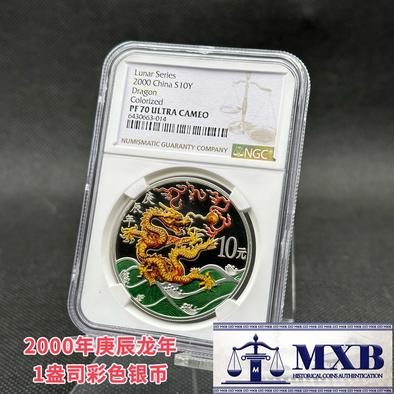 Lunar Series
2000 China S10Y
Dragon
Colorized
PF 70 ULTRA CAMEO
6430663-014
NUMISMATIC GUARANTY COMPANY
NGC
庚辰年
10元
2000年庚辰龙年
1盎司彩色银币
M
MXB
HISTORICAL COINS AUTHENTICATION